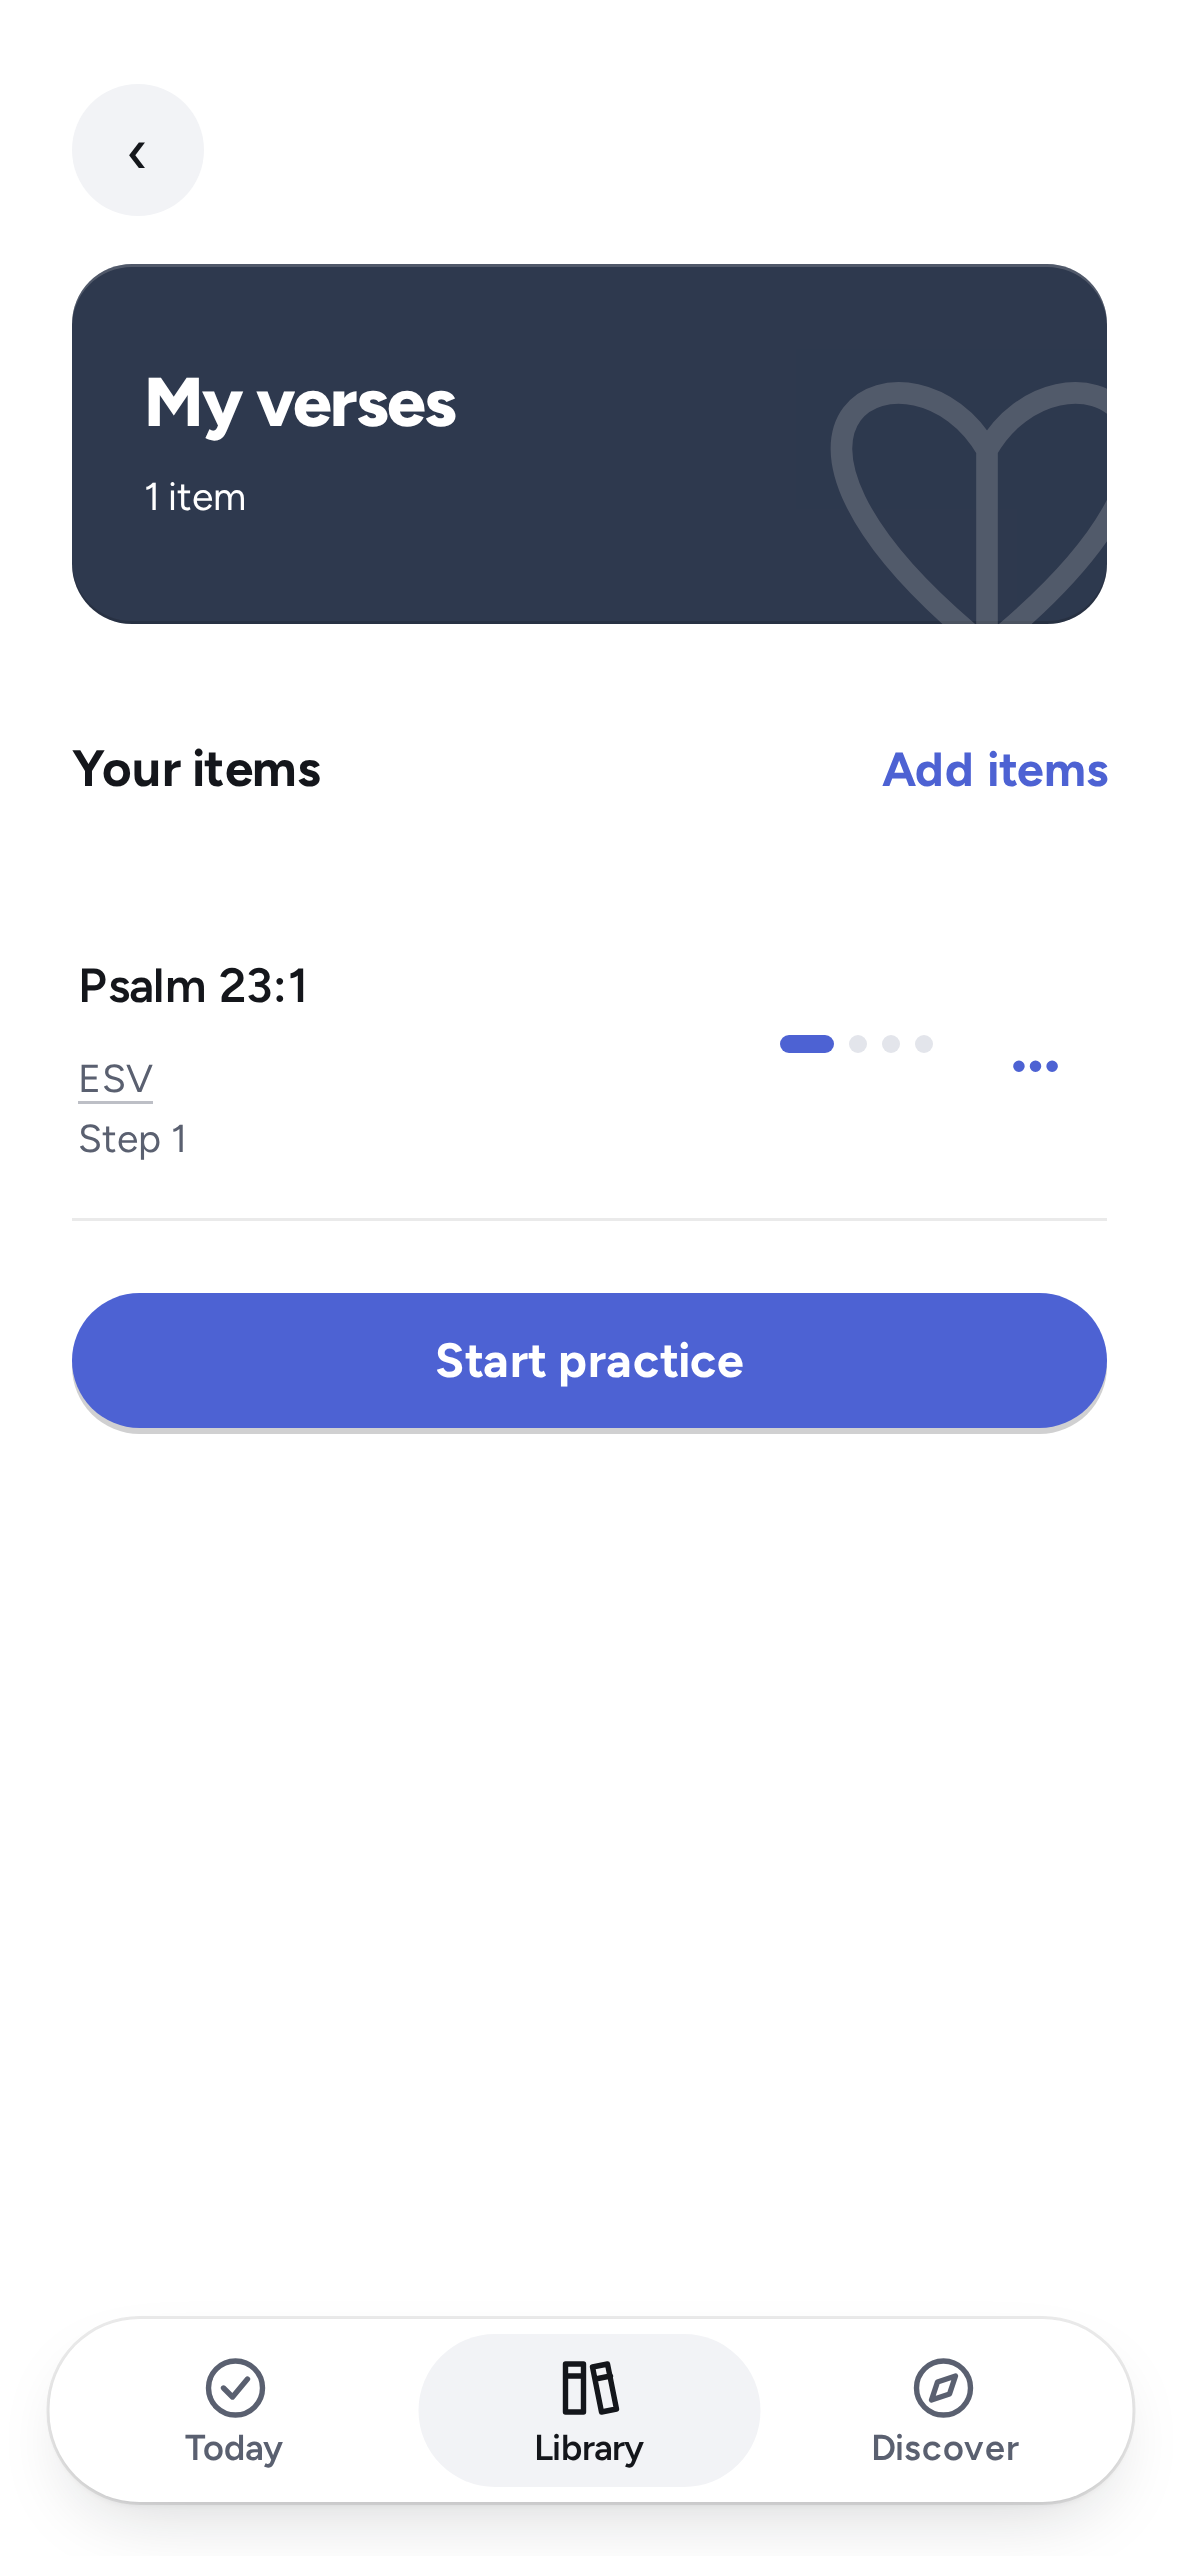 My verses
1 item
Your items
Add items
Psalm 23:1
ESV
Step 1
Start practice
Today
Library
Discover